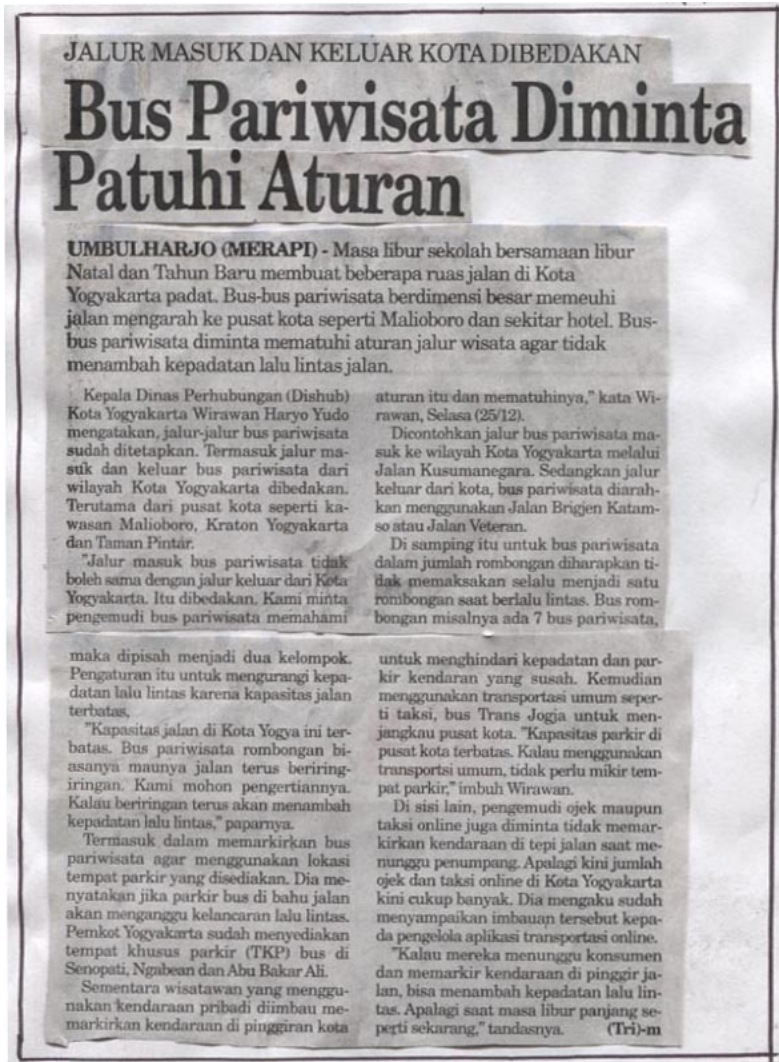 JALUR MASUK DAN KELUAR KOTA DIBEDAKAN
Bus Pariwisata Diminta
Patuhi Aturan
UMBULHARJO (MERAPI) - Masa libur sekolah bersamaan libur
Natal dan Tahun Baru membuat beberapa ruas jalan di Kota
Yogyakarta padat. Bus-bus pariwisata berdimensi besar memeuhi
jalan mengarah ke pusat kota seperti Malioboro dan sekitar hotel. Bus-
bus pariwisata diminta mematuhi aturan jalur wisata agar tidak
menambah kepadatan lalu lintas jalan.
Kepala Dinas Perhubungan (Dishub)
Kota Yogyakarta Wirawan Haryo Yudo
mengatakan, jalur-jalur bus pariwisata
sudah ditetapkan. Termasuk jalur ma-
suk dan keluar bus pariwisata dari
wilayah Kota Yogyakarta dibedakan.
Terutama dari pusat kota seperti ka-
wasan Malioboro, Kraton Yogyakarta
dan Taman Pintar.
"Jalur masuk bus pariwisata tidak
boleh sama dengan jalur keluar dari Kota
Yogyakarta. Itu dibedakan. Kami minta
pengemudi bus pariwisata memahami
aturan itu dan mematuhinya," kata Wi-
rawan, Selasa (25/12).
Dicontohkan jalur bus pariwisata ma-
suk ke wilayah Kota Yogyakarta melalui
Jalan Kusumanegara. Sedangkan jalur
keluar dari kota, bus pariwisata diarah-
kan menggunakan Jalan Brigjen Katam-
so atau Jalan Veteran.
Di samping itu untuk bus pariwisata
dalam jumlah rombongan diharapkan ti-
dak memaksakan selalu menjadi satu
rombongan saat berlalu lintas. Bus rom-
bongan misalnya ada 7 bus pariwisata,
maka dipisah menjadi dua kelompok.
Pengaturan itu untuk mengurangi kepa-
datan lalu lintas karena kapasitas jalan
terbatas,
"Kapasitas jalan di Kota Yogya ini ter-
batas. Bus pariwisata rombongan bi-
asanya maunya jalan terus beriring-
iringan. Kami mohon pengertiannya.
Kalau beriringan terus akan menambah
kepadatan lalu lintas," paparnya.
Termasuk dalam memarkirkan bus
pariwisata agar menggunakan lokasi
tempat parkir yang disediakan. Dia me-
nyatakan jika parkir bus di bahu jalan
akan menganggu kelancaran lalu lintas.
Pemkot Yogyakarta sudah menyediakan
tempat khusus parkir (TKP) bus di
Senopati, Ngabean dan Abu Bakar Ali.
Sementara wisatawan yang menggu-
nakan kendaraan pribadi diimbau me-
markirkan kendaraan di pinggiran kota
untuk menghindari kepadatan dan par-
kir kendaran yang susah. Kemudian
menggunakan transportasi umum seper-
ti taksi, bus Trans Jogja untuk men-
jangkau pusat kota. "Kapasitas parkir di
pusat kota terbatas. Kalau menggunakan
transportsi umum, tidak perlu mikir tem-
pat parkir," imbuh Wirawan.
Di sisi lain, pengemudi ojek maupun
taksi online juga diminta tidak memar-
kirkan kendaraan di tepi jalan saat me-
nunggu penumpang. Apalagi kini jumlah
ojek dan taksi online di Kota Yogyakarta
kini cukup banyak. Dia mengaku sudah
menyampaikan imbauan tersebut kepa-
da pengelola aplikasi transportasi online.
"Kalau mereka menunggu konsumen
dan memarkir kendaraan di pinggir ja-
lan, bisa menambah kepadatan lalu lin-
tas. Apalagi saat masa libur panjang se-
perti sekarang," tandasnya. (Tri)-m